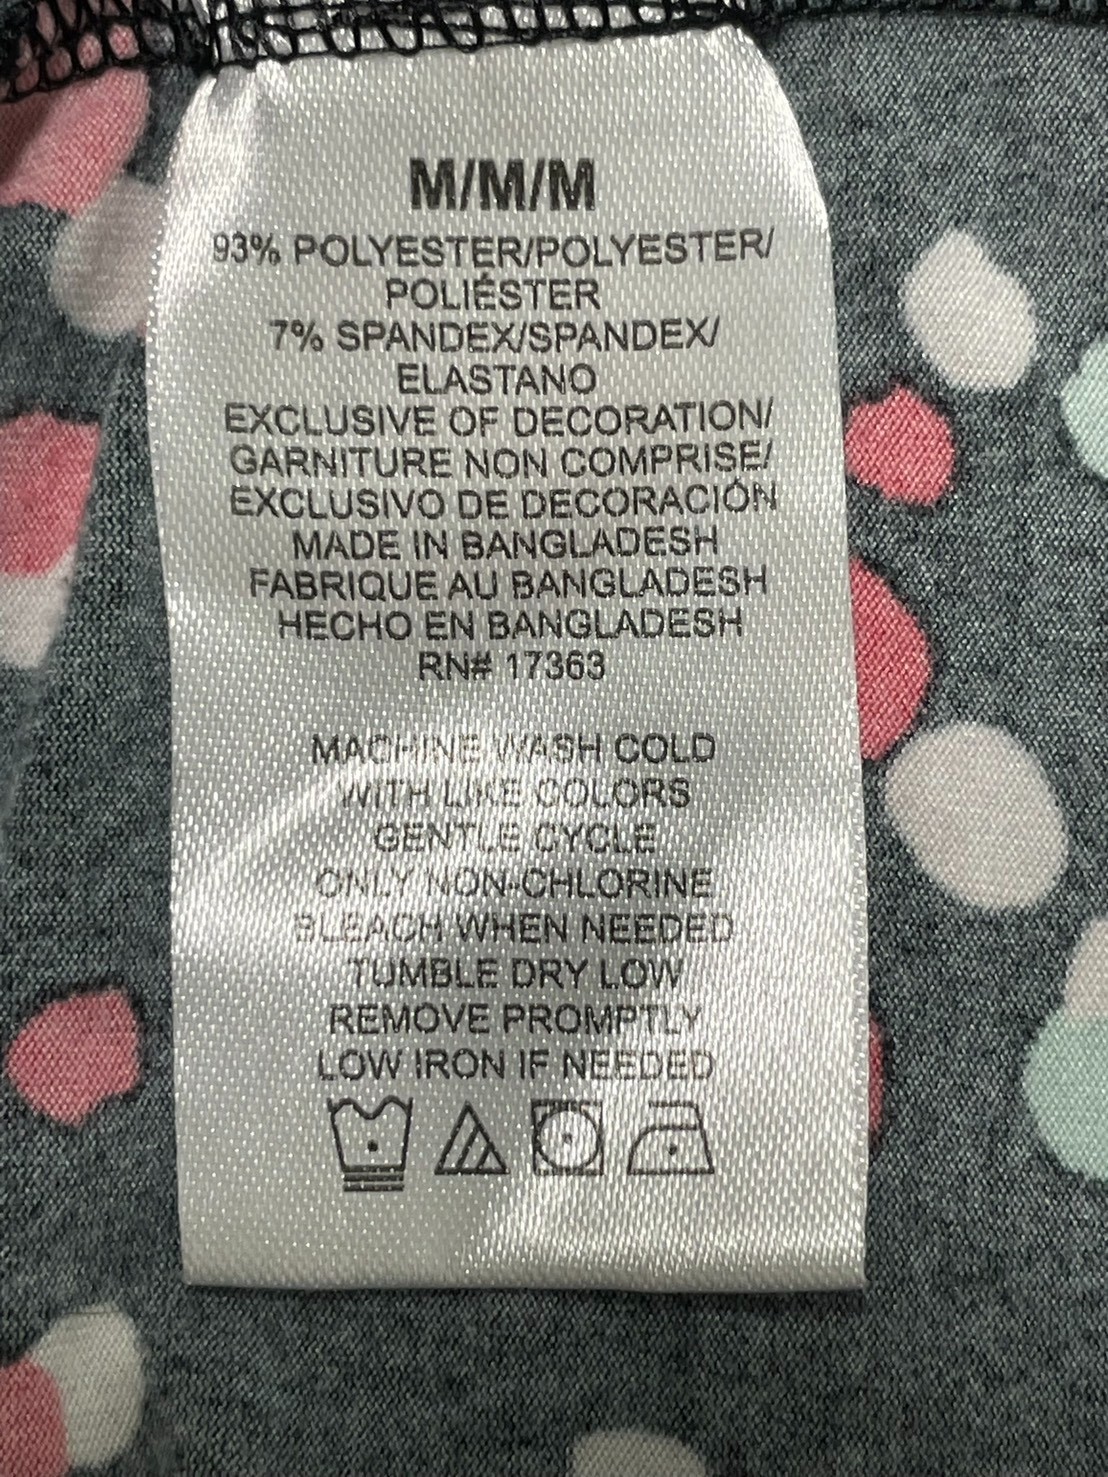 M/M/M
93% POLYESTER/POLYESTER/
POLIÉSTER
7% SPANDEX/SPANDEX/
ELASTANO
EXCLUSIVE OF DECORATION/
GARNITURE NON COMPRISE/
EXCLUSIVO DE DECORACIÓN
MADE IN BANGLADESH
FABRIQUE AU BANGLADESH
HECHO EN BANGLADESH
RN# 17363
MACHINE WASH COLD
WITH LIKE COLORS
GENTLE CYCLE
ONLY NON-CHLORINE
BLEACH WHEN NEEDED
TUMBLE DRY LOW
REMOVE PROMPTLY
LOW IRON IF NEEDED